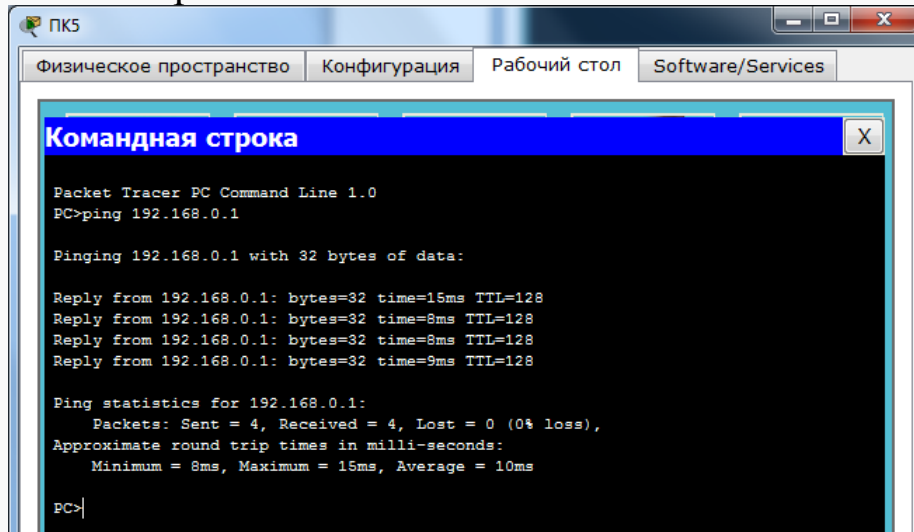 ПК5
Физическое пространство Конфигурация Рабочий стол Software/Services
Командная строка X
Packet Tracer PC Command Line 1.0
PC>ping 192.168.0.1
Pinging 192.168.0.1 with 32 bytes of data:
Reply from 192.168.0.1: bytes=32 time=15ms TTL=128
Reply from 192.168.0.1: bytes=32 time=8ms TTL=128
Reply from 192.168.0.1: bytes=32 time=8ms TTL=128
Reply from 192.168.0.1: bytes=32 time=9ms TTL=128
Ping statistics for 192.168.0.1:
Packets: Sent = 4, Received = 4, Lost = 0 (0% loss),
Approximate round trip times in milli-seconds:
Minimum = 8ms, Maximum = 15ms, Average = 10ms
PC>